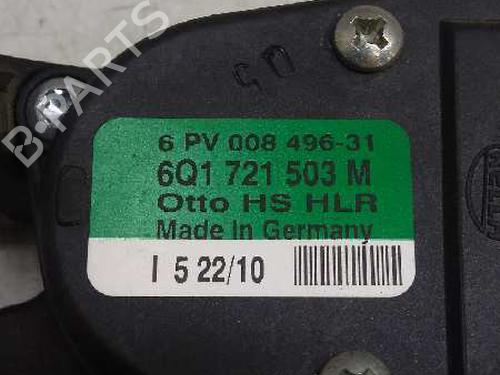 B-PARTS
6 PV 008 496-31
6Q1 721 503 M
Otto HS HLR
Made In Germany
I 5 22/10